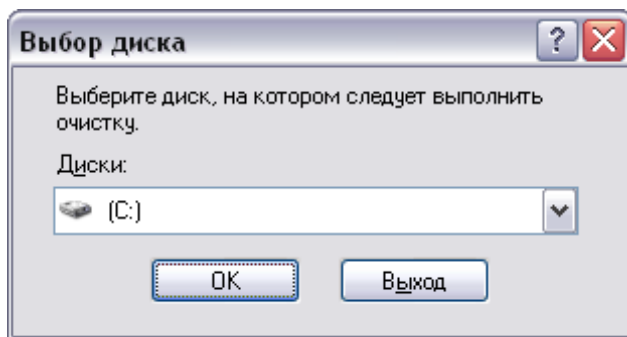 Выбор диска
Выберите диск, на котором следует выполнить
очистку.
Диски:
(C:)
OK
Выход